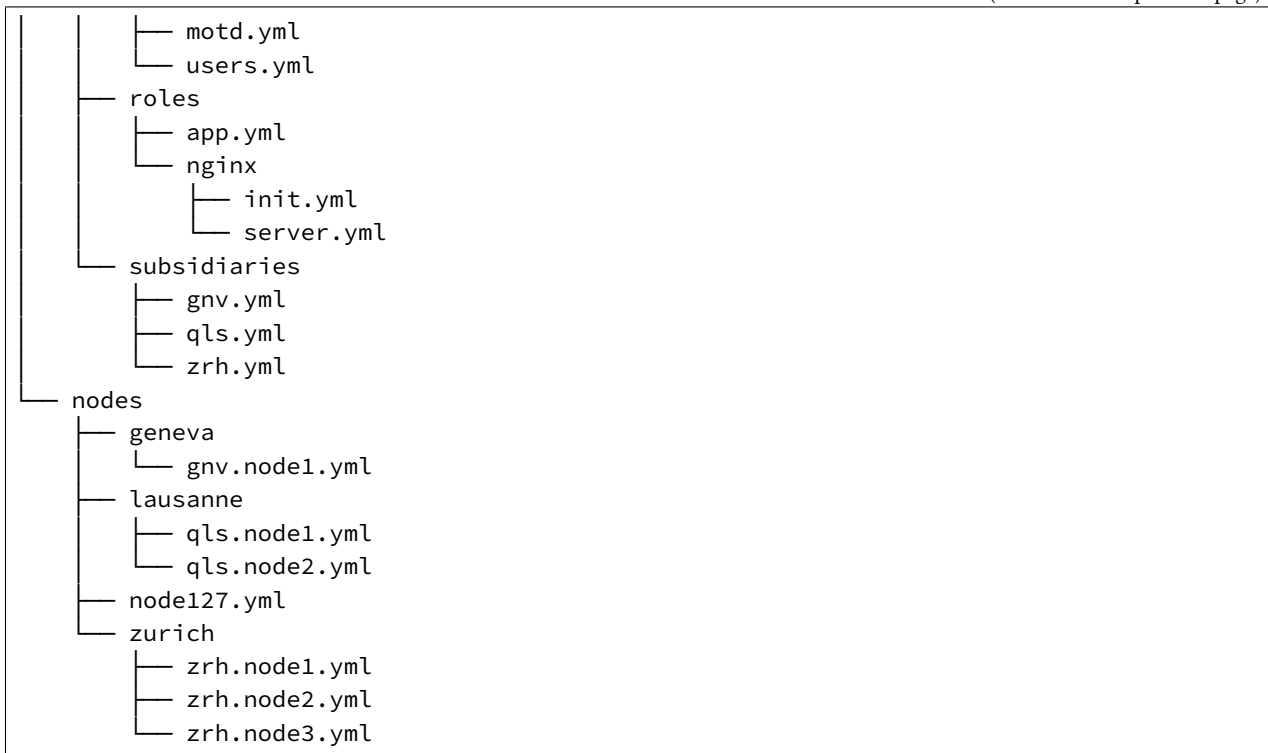 │   │   ├── motd.yml
│   │   └── users.yml
│   ├── roles
│   │   ├── app.yml
│   │   └── nginx
│   │       ├── init.yml
│   │       └── server.yml
│   └── subsidiaries
│       ├── gnv.yml
│       ├── qls.yml
│       └── zrh.yml
└── nodes
    ├── geneva
    │   └── gnv.node1.yml
    ├── lausanne
    │   ├── qls.node1.yml
    │   └── qls.node2.yml
    ├── node127.yml
    └── zurich
        ├── zrh.node1.yml
        ├── zrh.node2.yml
        └── zrh.node3.yml